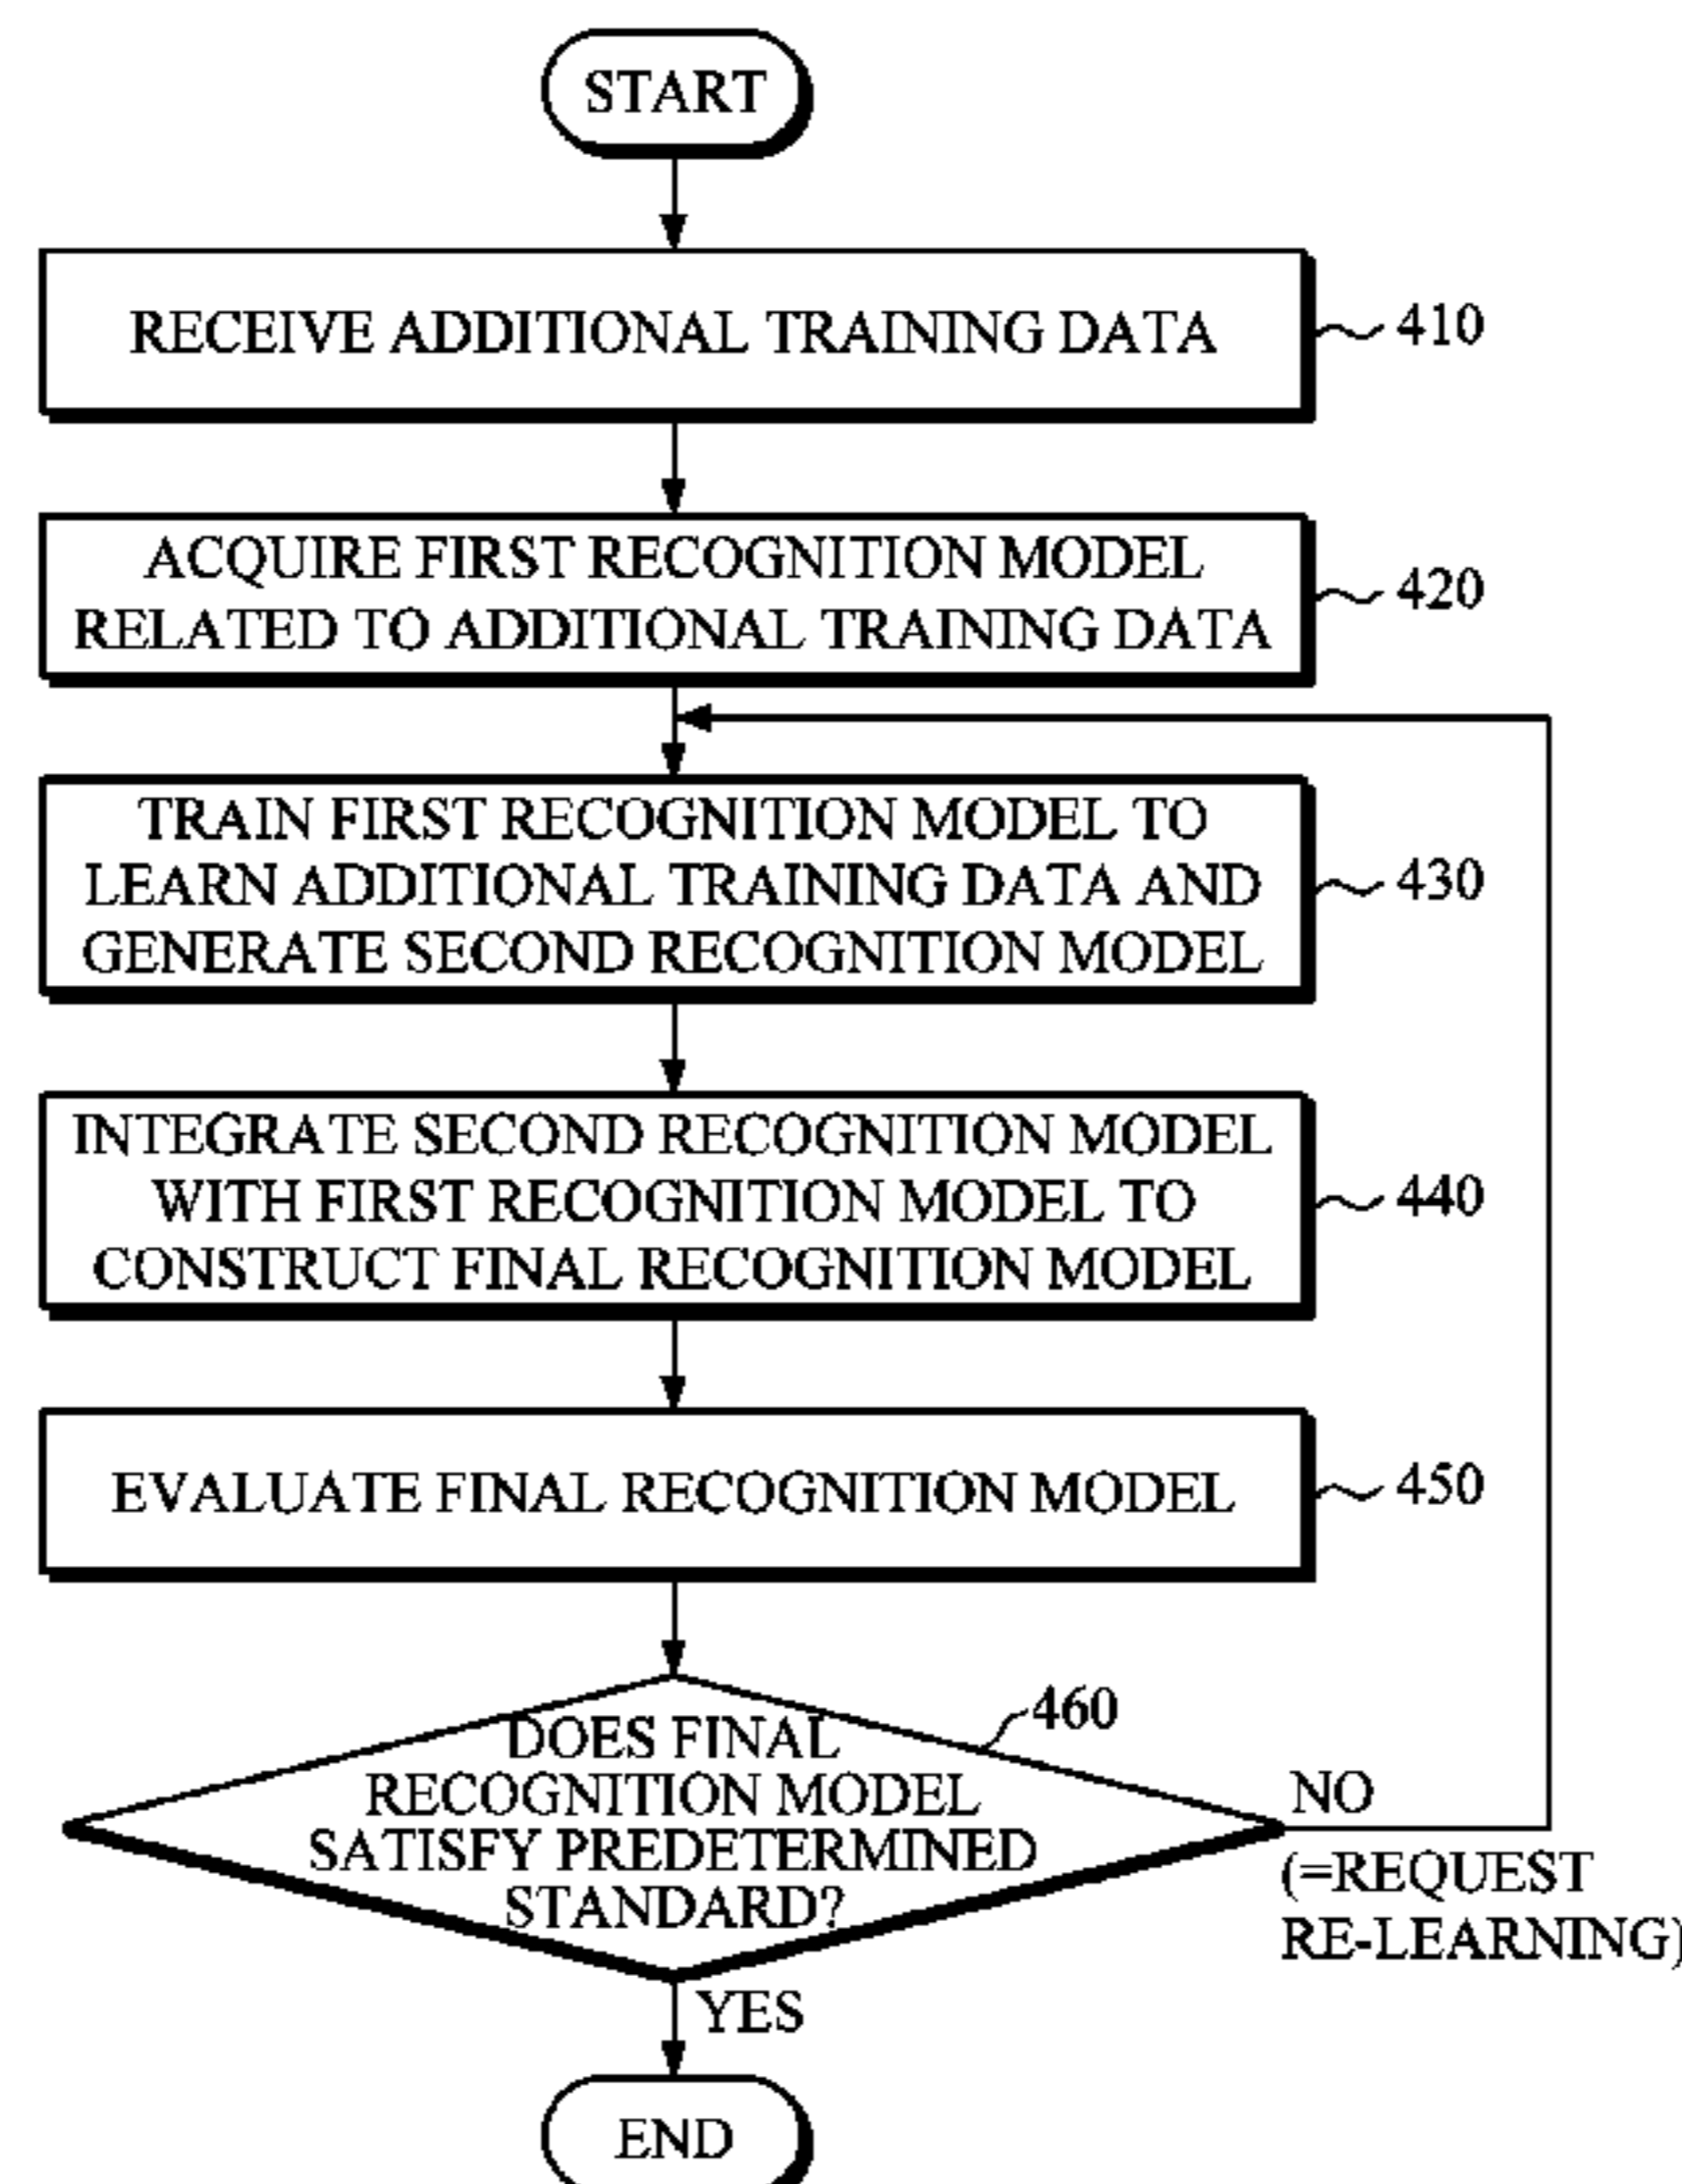 START
RECEIVE ADDITIONAL TRAINING DATA
410
ACQUIRE FIRST RECOGNITION MODEL
RELATED TO ADDITIONAL TRAINING DATA
420
TRAIN FIRST RECOGNITION MODEL TO
LEARN ADDITIONAL TRAINING DATA AND
GENERATE SECOND RECOGNITION MODEL
430
INTEGRATE SECOND RECOGNITION MODEL
WITH FIRST RECOGNITION MODEL TO
CONSTRUCT FINAL RECOGNITION MODEL
440
EVALUATE FINAL RECOGNITION MODEL
450
460
DOES FINAL
RECOGNITION MODEL
SATISFY PREDETERMINED
STANDARD?
NO
(=REQUEST
RE-LEARNING)
YES
END